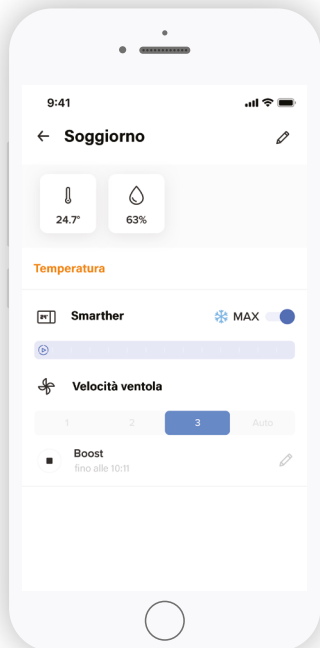 9:41
Soggiorno
24.7°
63%
Temperatura
Smarther
MAX
Velocità ventola
1 2 3 Auto
Boost
fino alle 10:11